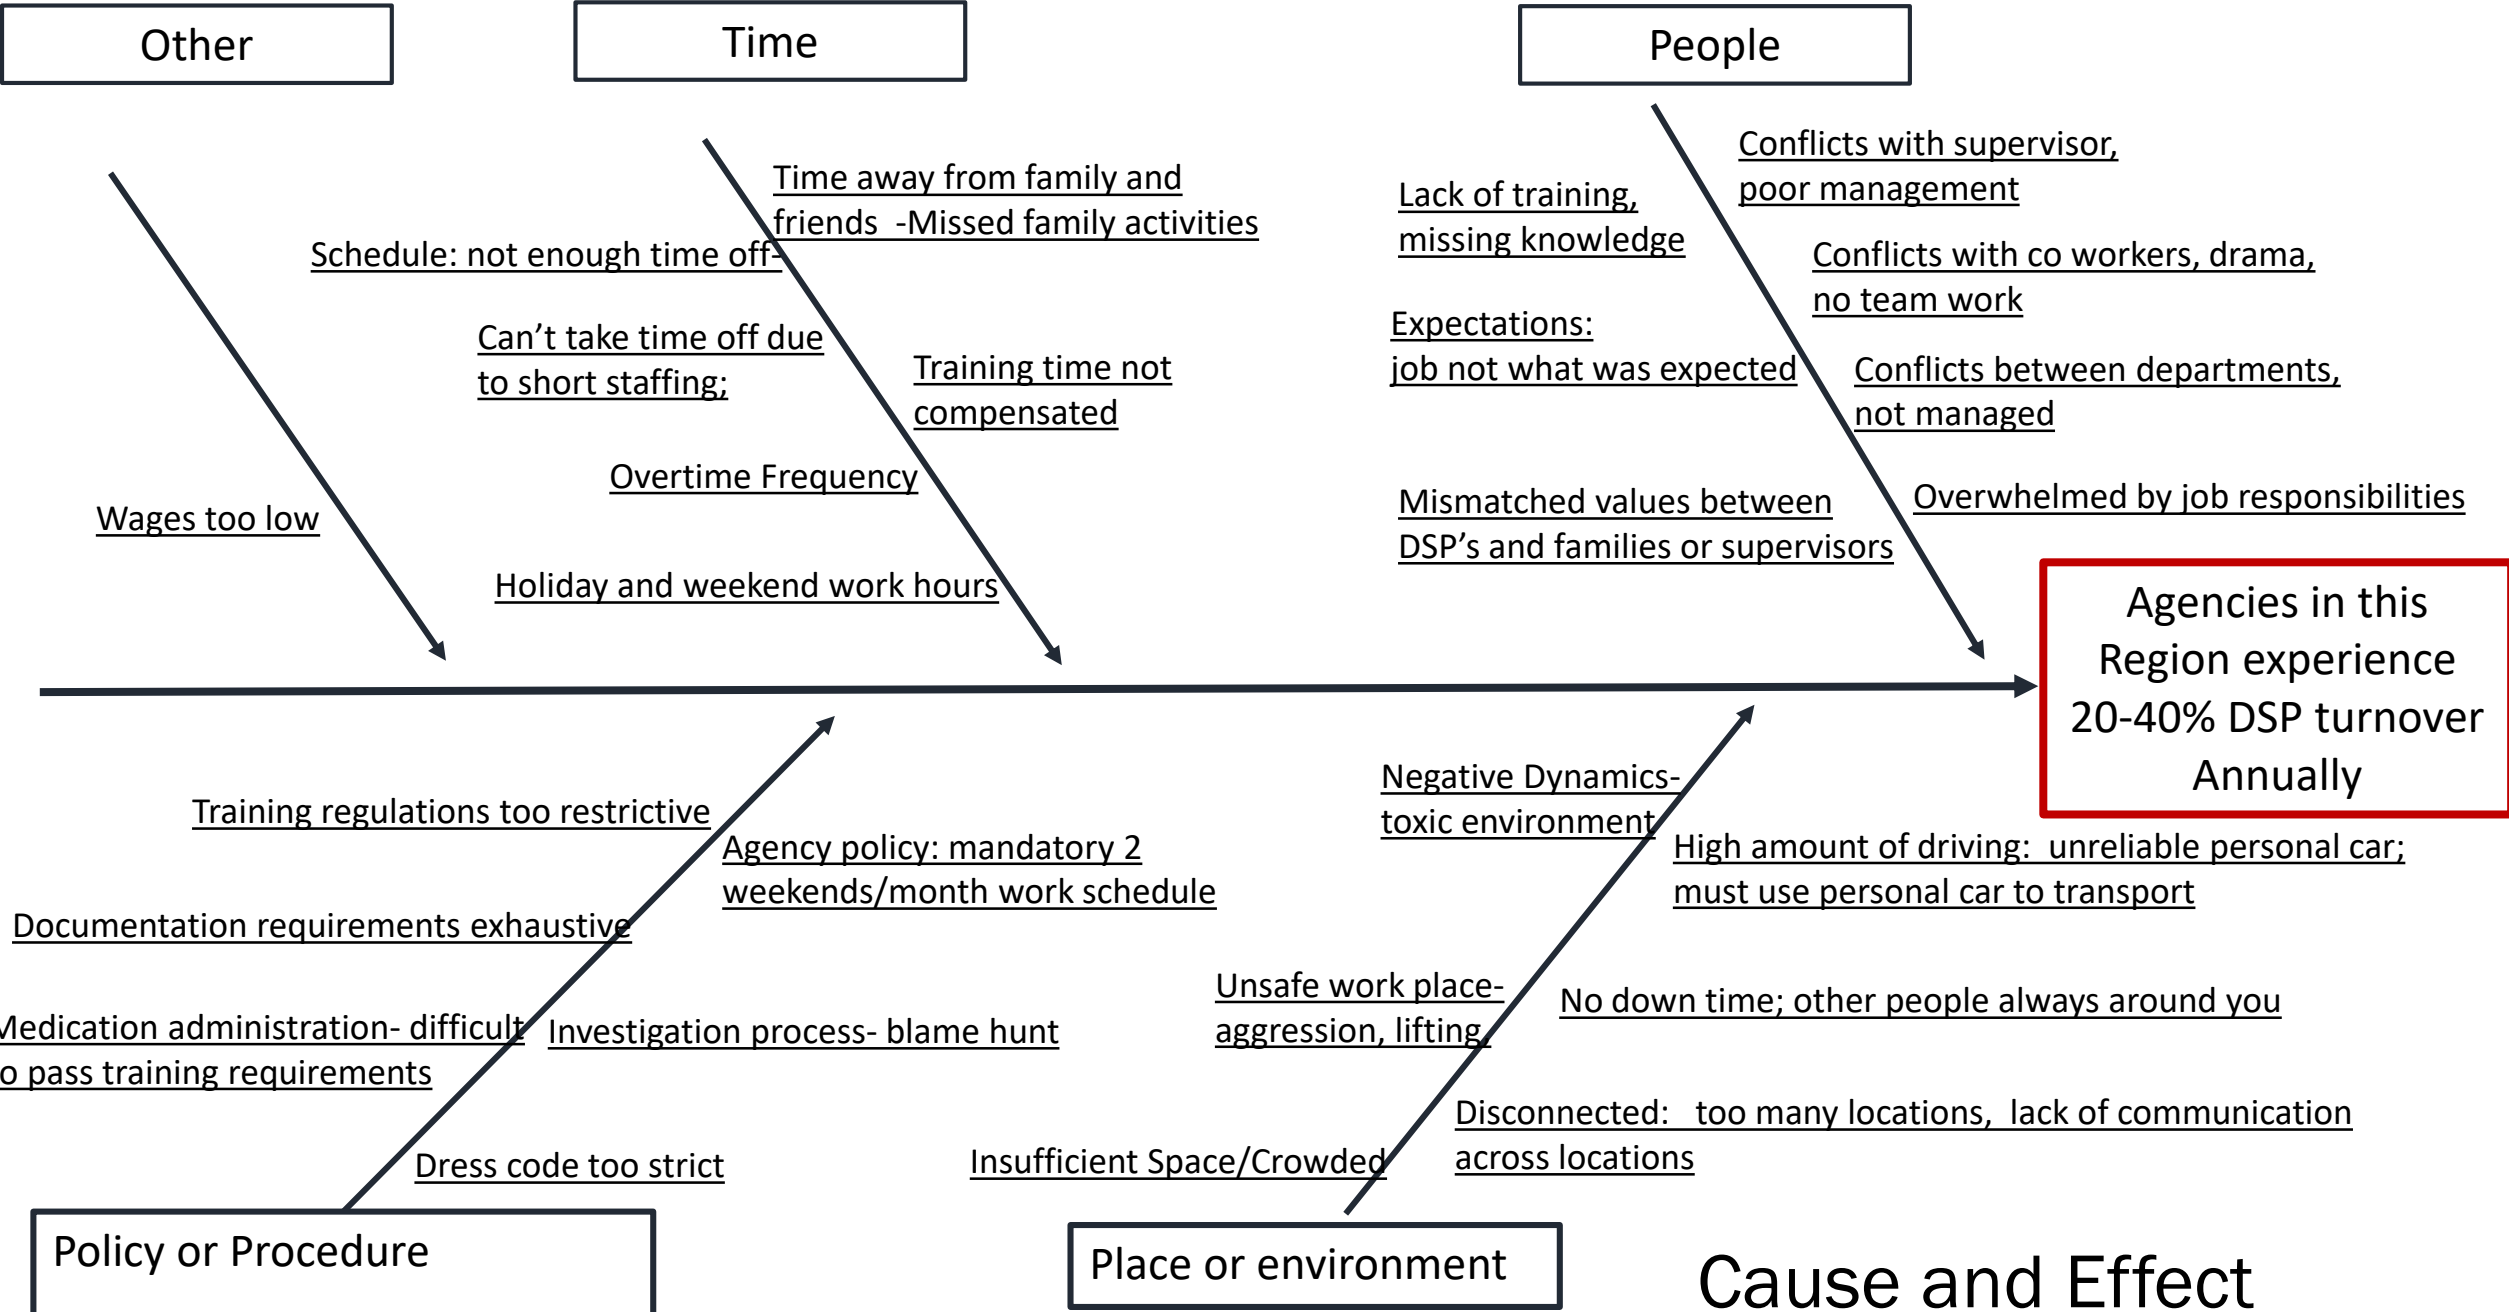 Other
Time
People
Time away from family and
friends  -Missed family activities
Schedule: not enough time off-
Can’t take time off due
to short staffing;
Training time not
compensated
Overtime Frequency
Wages too low
Holiday and weekend work hours
Conflicts with supervisor,
poor management
Lack of training,
missing knowledge
Conflicts with co workers, drama,
no team work
Expectations:
job not what was expected
Conflicts between departments,
not managed
Mismatched values between
DSP’s and families or supervisors
Overwhelmed by job responsibilities
Agencies in this
Region experience
20-40% DSP turnover
Annually
Training regulations too restrictive
Agency policy: mandatory 2
weekends/month work schedule
Documentation requirements exhaustive
Medication administration- difficult
o pass training requirements
Investigation process- blame hunt
Dress code too strict
Policy or Procedure
Negative Dynamics-
toxic environment
High amount of driving:  unreliable personal car;
must use personal car to transport
Unsafe work place-
aggression, lifting,
No down time; other people always around you
Disconnected:   too many locations,  lack of communication
across locations
Insufficient Space/Crowded
Place or environment
Cause and Effect